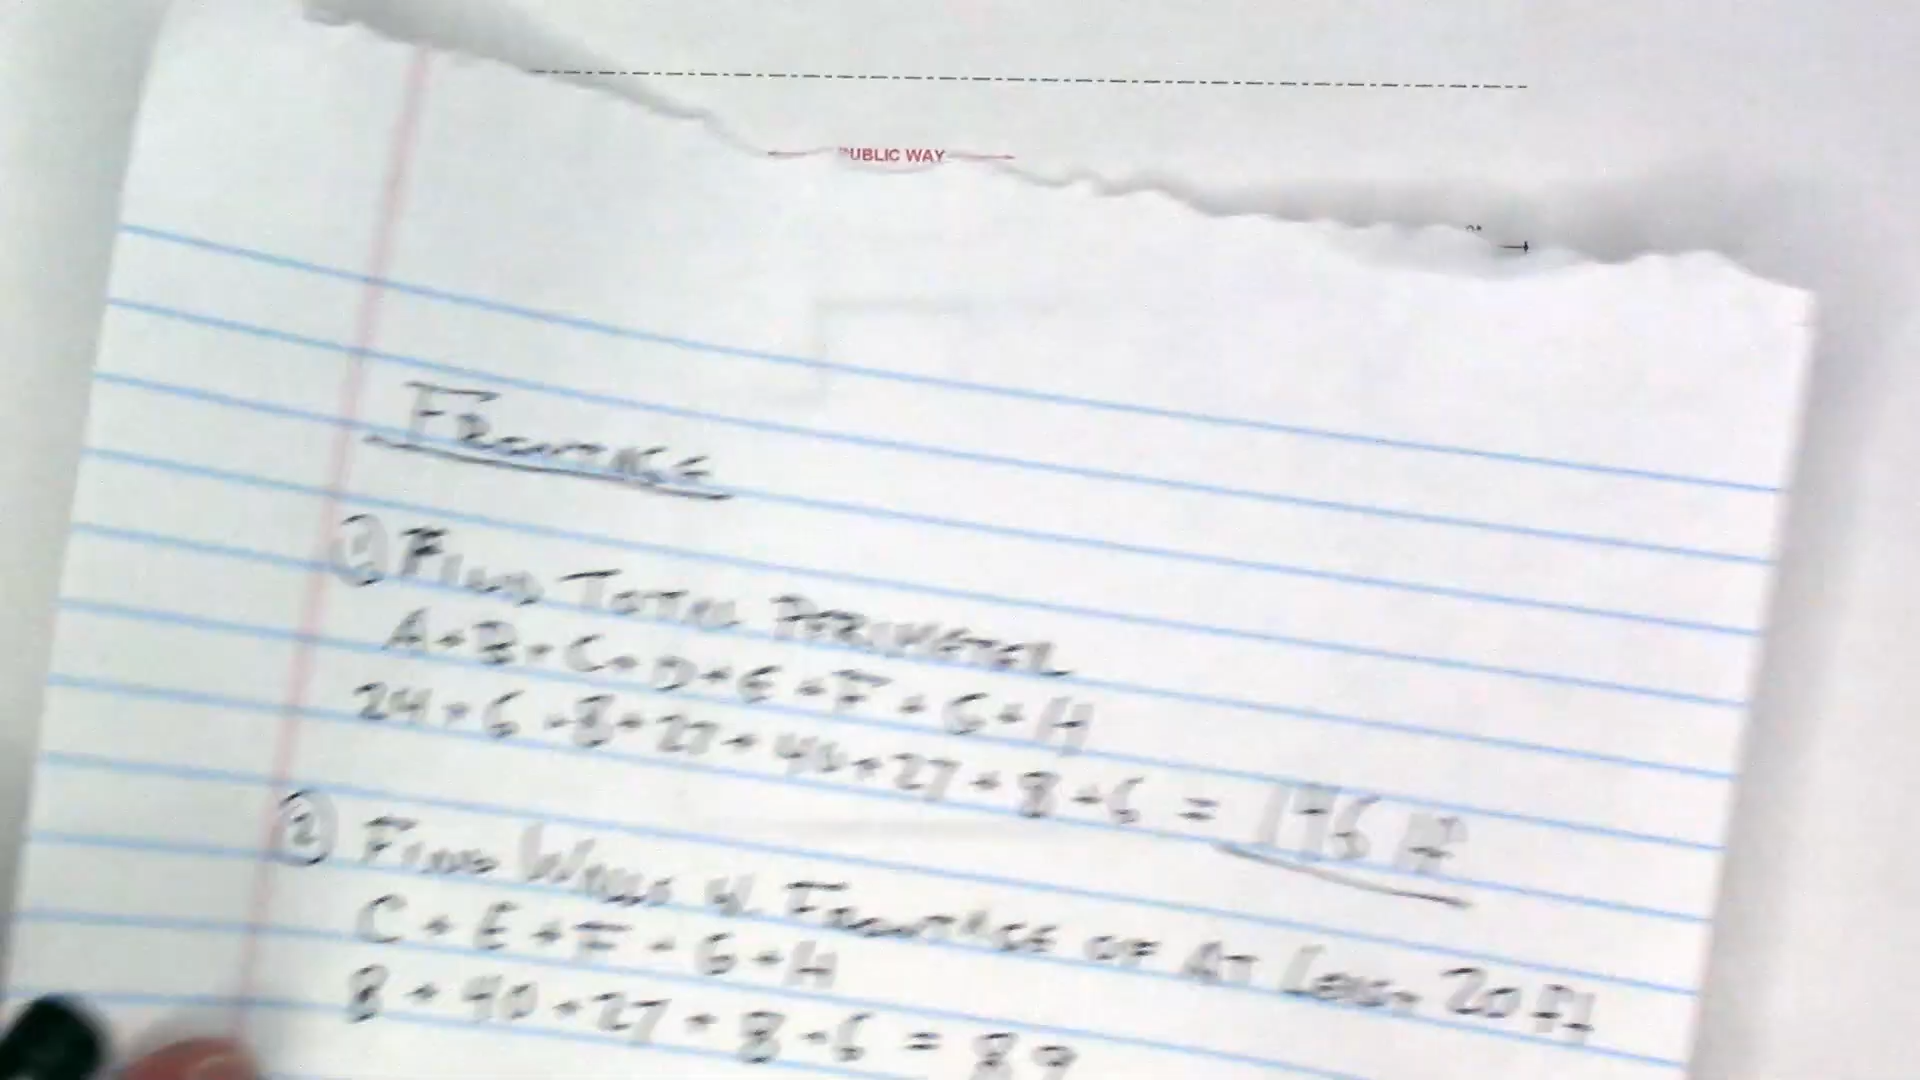 PUBLIC WAY
FRONTAGE
① FIND TOTAL PERIMETER
A+B+C+D+E+F+G+H
24+6+8+27+40+27+8+6 = 146 ft
② FIND WALLS W. FRONTAGE OF AT LEAST 20 ft
C+E+F+G+H
8+40+27+8+6 = 89